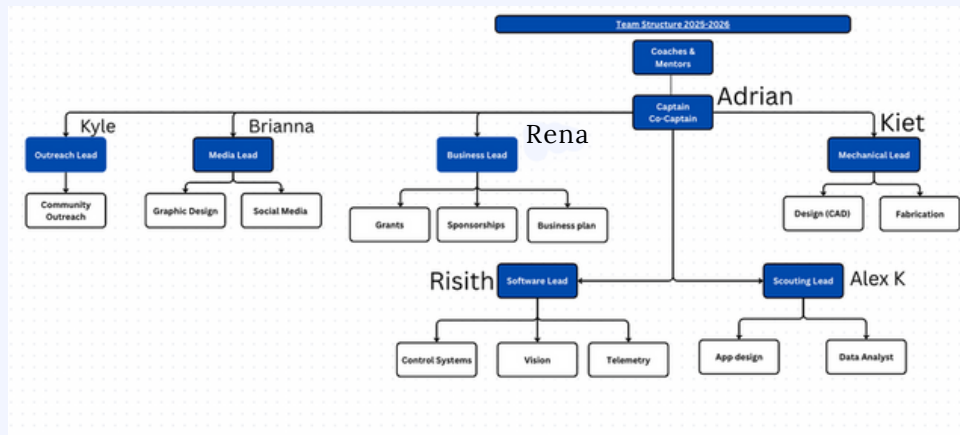 Team Structure 2025-2026
Coaches &
Mentors
Adrian
Captain
Co-Captain
Kyle
Brianna
Rena
Kiet
Outreach Lead
Media Lead
Business Lead
Mechanical Lead
Community
Outreach
Graphic Design
Social Media
Grants
Sponsorships
Business plan
Design (CAD)
Fabrication
Risith
Software Lead
Scouting Lead
Alex K
Control Systems
Vision
Telemetry
App design
Data Analyst